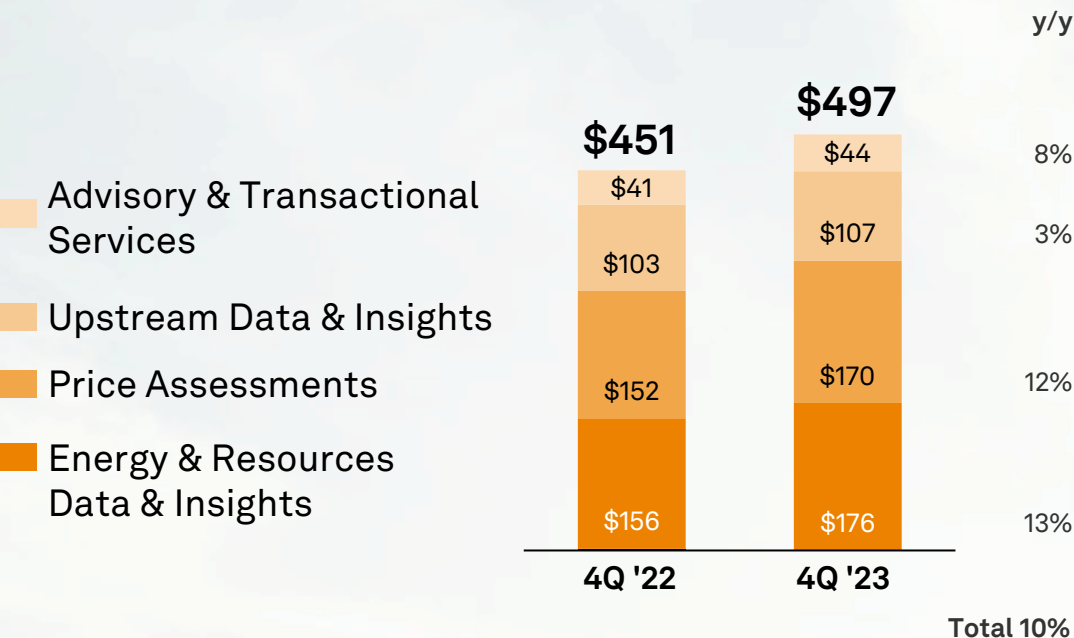 y/y
$451
$497
Advisory & Transactional
Services
$41
$44
8%
Upstream Data & Insights
$103
$107
3%
Price Assessments
$152
$170
12%
Energy & Resources
Data & Insights
$156
$176
13%
4Q '22
4Q '23
Total 10%